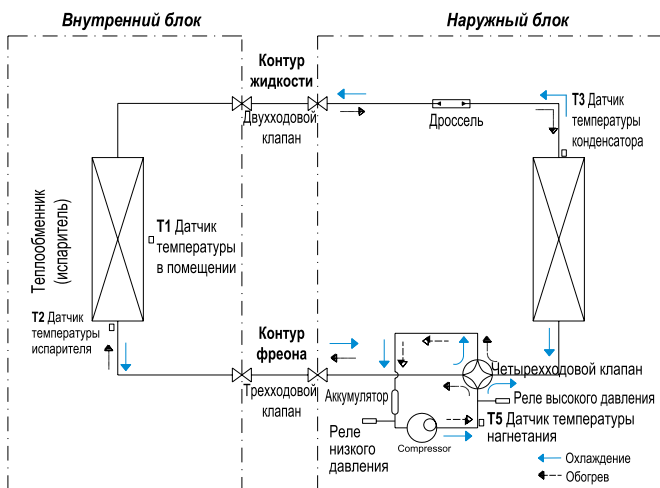 Внутренний блок
Наружный блок
Контур
жидкости
Двухходовой
клапан
Дроссель
T3 Датчик
температуры
конденсатора
Теплообменник
(испаритель)
T1 Датчик
температуры
в помещении
T2 Датчик
температуры
испарителя
Контур
фреона
Трехходовой
клапан
Четырехходовой клапан
Аккумулятор
Реле высокого давления
T5 Датчик температуры
нагнетания
Реле
низкого
давления
Compressor
Охлаждение
Обогрев